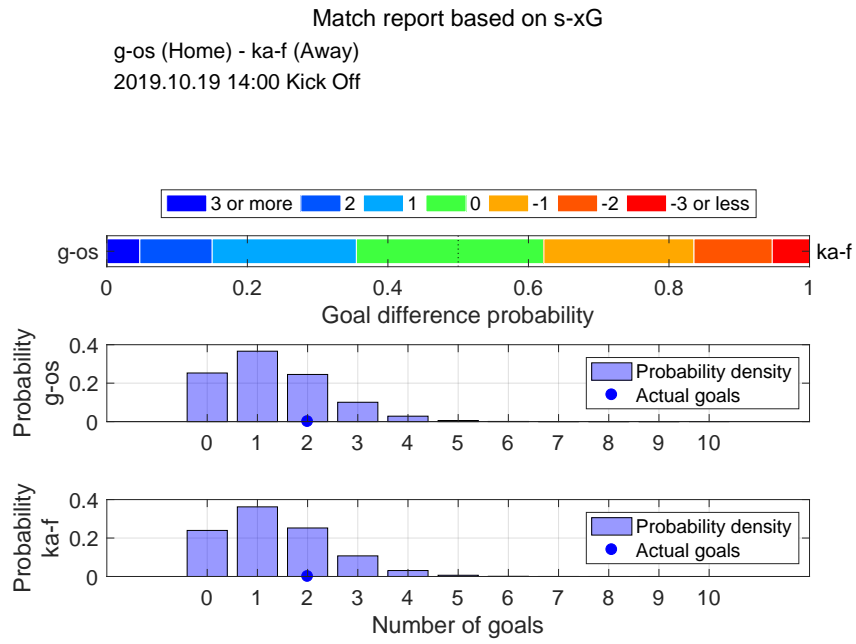 Match report based on s-xG
g-os (Home) - ka-f (Away)
2019.10.19 14:00 Kick Off
3 or more 2 1 0 -1 -2 -3 or less
g-os ka-f
0 0.2 0.4 0.6 0.8 1
Goal difference probability
Probability
g-os
0.4
0.2
0
Probability density
Actual goals
0 1 2 3 4 5 6 7 8 9 10
Probability
ka-f
0.4
0.2
0
Probability density
Actual goals
0 1 2 3 4 5 6 7 8 9 10
Number of goals